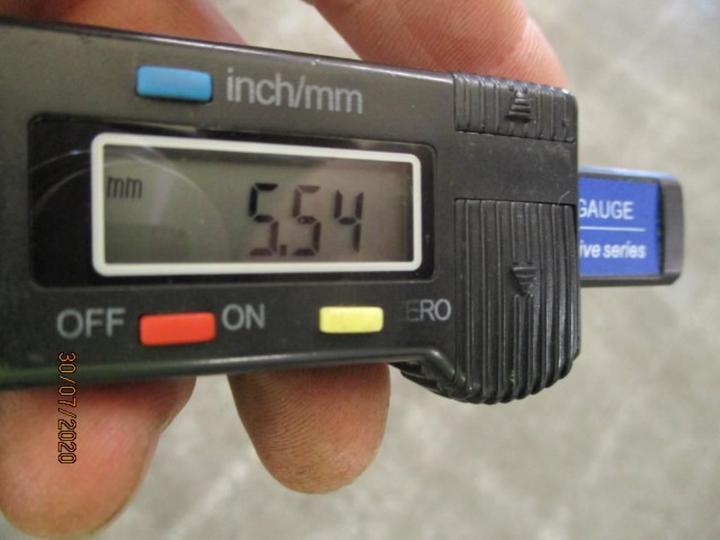 inch/mm
mm
5.54
GAUGE
ive series
OFF ON ERO
30/07/2020